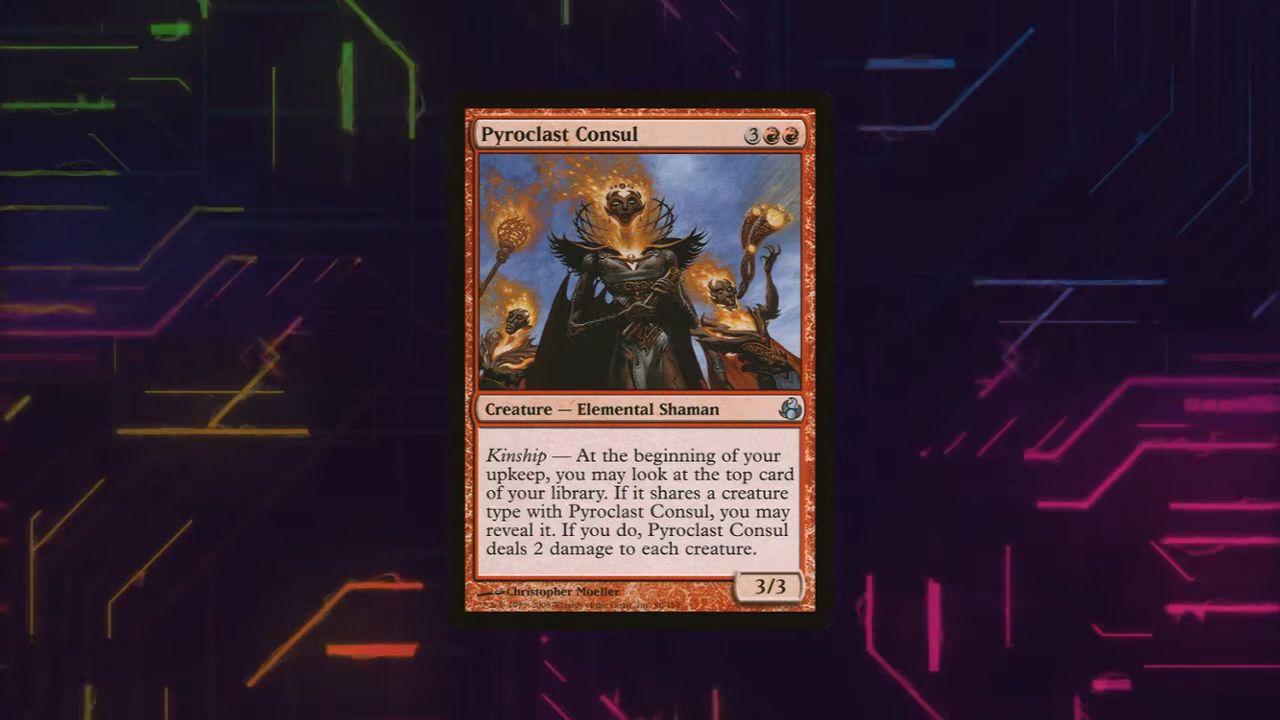 Pyroclast Consul 3
Creature — Elemental Shaman
Kinship — At the beginning of your
upkeep, you may look at the top card
of your library. If it shares a creature
type with Pyroclast Consul, you may
reveal it. If you do, Pyroclast Consul
deals 2 damage to each creature.
3/3
Christopher Moeller